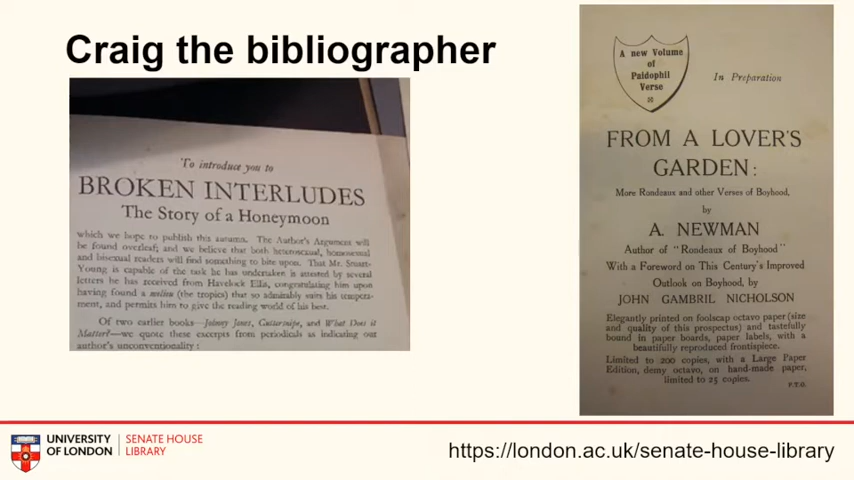 Craig the bibliographer
To introduce you to
BROKEN INTERLUDES
The Story of a Honeymoon
which we hope to publish this autumn. The Author's Argument will
be found overleaf; and we believe that both heterosexual, homosexual
and bisexual readers will find something to bite upon. That Mr. Stuart-
Young is capable of the task he has undertaken is attested by several
letters he has received from Havelock Ellis, congratulating him upon
having found a milieu (the tropics) that so admirably suits his tempera-
ment, and permits him to give the reading world of his best.
Of two earlier books—Johnny Jones, Guttersnipe, and What Does it
Matter?—we quote these excerpts from periodicals as indicating our
author's unconventionality:
A new Volume
of
Paidophil
Verse
In Preparation
FROM A LOVER'S
GARDEN:
More Rondeaux and other Verses of Boyhood,
by
A. NEWMAN
Author of "Rondeaux of Boyhood"
With a Foreword on This Century's Improved
Outlook on Boyhood, by
JOHN GAMBRIL NICHOLSON
Elegantly printed on foolscap octavo paper (size
and quality of this prospectus) and tastefully
bound in paper boards, paper labels, with a
beautifully reproduced frontispiece.
Limited to 200 copies, with a Large Paper
Edition, demy octavo, on hand-made paper,
limited to 25 copies.
P.T.O.
UNIVERSITY
OF LONDON
SENATE HOUSE
LIBRARY
https://london.ac.uk/senate-house-library